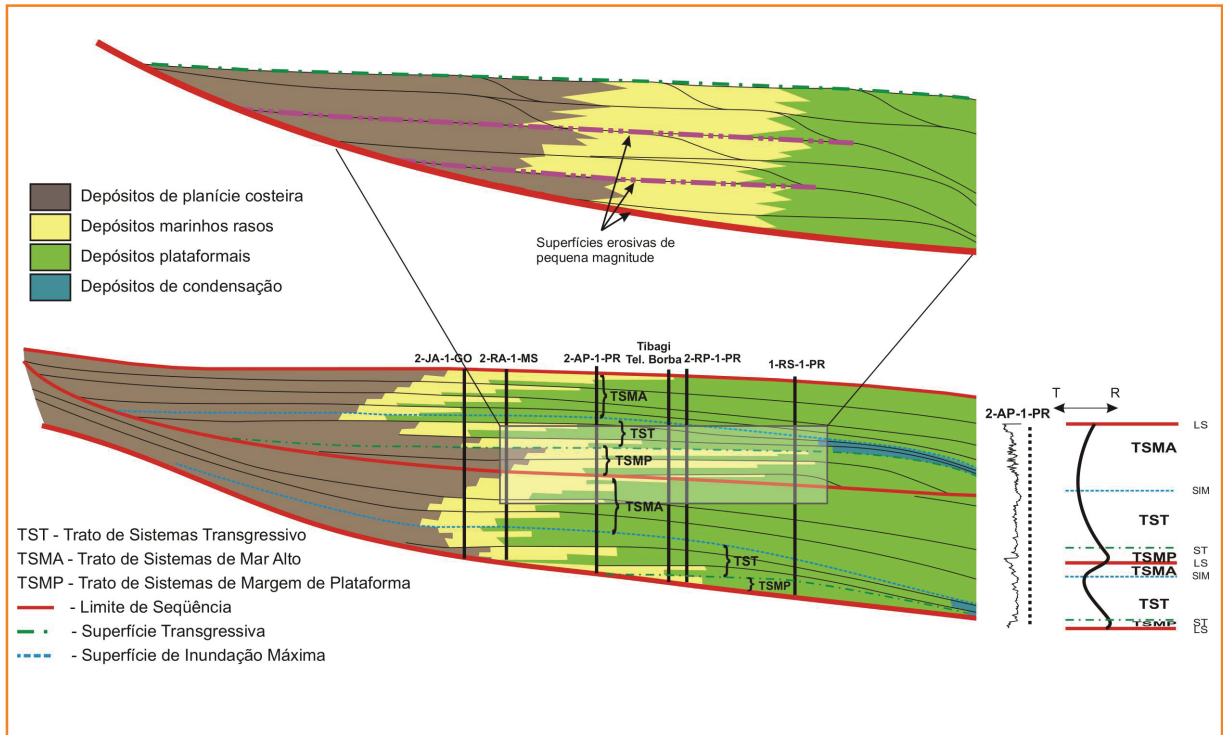 Depósitos de planície costeira
Depósitos marinhos rasos
Depósitos plataformais
Depósitos de condensação
Superfícies erosivas de
pequena magnitude
2-JA-1-GO
2-RA-1-MS
2-AP-1-PR
Tibagi
Tel. Borba
2-RP-1-PR
1-RS-1-PR
TSMA
TST
TSMP
TSMA
TST
TSMP
TST - Trato de Sistemas Transgressivo
TSMA - Trato de Sistemas de Mar Alto
TSMP - Trato de Sistemas de Margem de Plataforma
- Limite de Seqüência
- Superfície Transgressiva
- Superfície de Inundação Máxima
T R
2-AP-1-PR
LS
TSMA
SIM
TST
ST
TSMP
LS
TSMA
SIM
TST
ST
TSMP
LS